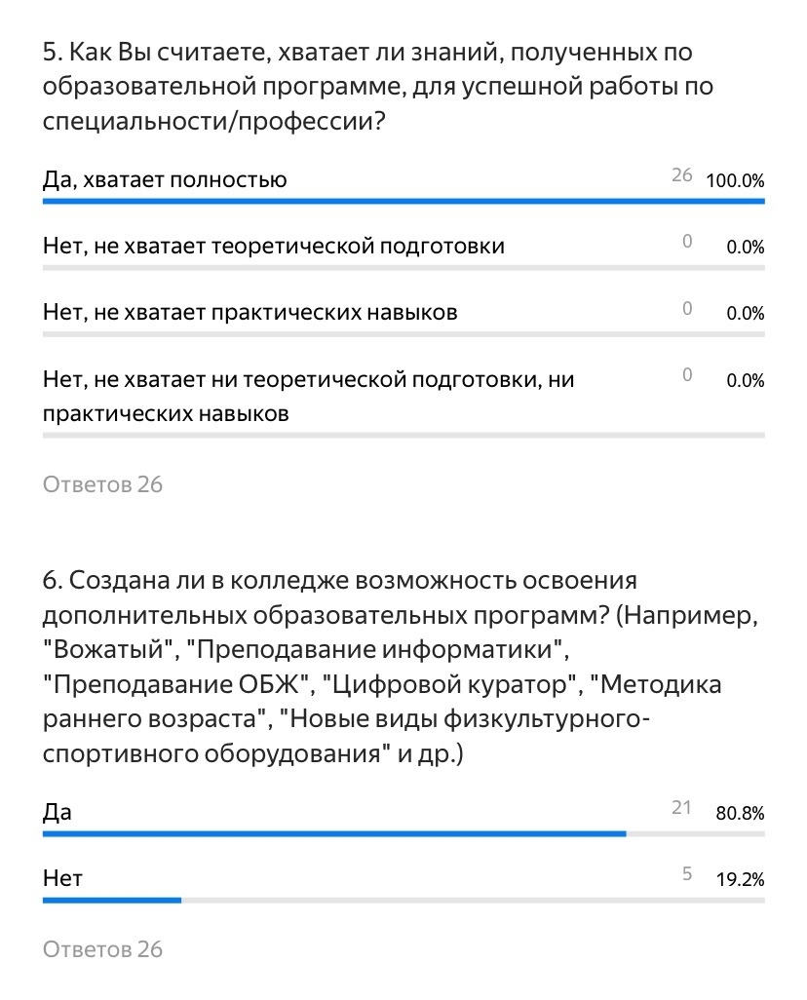 5. Как Вы считаете, хватает ли знаний, полученных по
образовательной программе, для успешной работы по
специальности/профессии?
Да, хватает полностью 26 100.0%
Нет, не хватает теоретической подготовки 0 0.0%
Нет, не хватает практических навыков 0 0.0%
Нет, не хватает ни теоретической подготовки, ни 0 0.0%
практических навыков
Ответов 26
6. Создана ли в колледже возможность освоения
дополнительных образовательных программ? (Например,
"Вожатый", "Преподавание информатики",
"Преподавание ОБЖ", "Цифровой куратор", "Методика
раннего возраста", "Новые виды физкультурного-
спортивного оборудования" и др.)
Да 21 80.8%
Нет 5 19.2%
Ответов 26